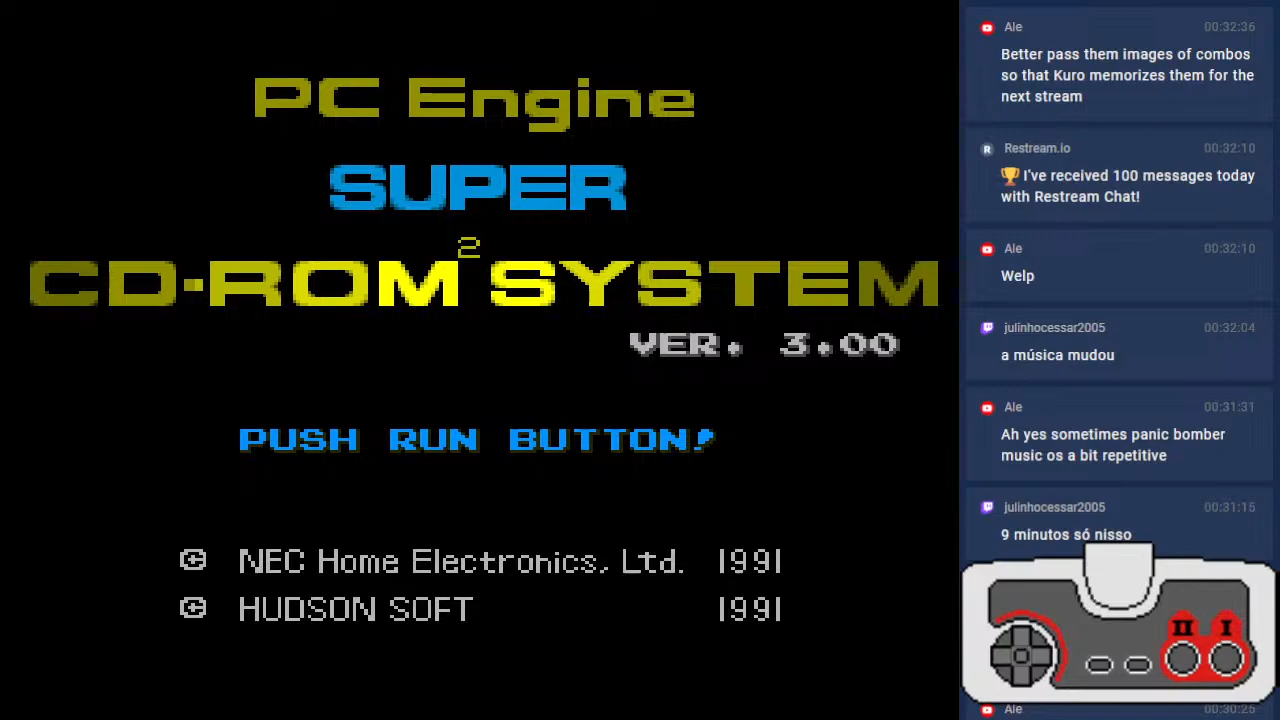 PC Engine
SUPER
CD-ROM² SYSTEM
VER. 3.00
PUSH RUN BUTTON!
© NEC Home Electronics, Ltd. 1991
© HUDSON SOFT 1991
Ale 00:32:36
Better pass them images of combos
so that Kuro memorizes them for the
next stream
R Restream.io 00:32:10
🏆 I've received 100 messages today
with Restream Chat!
Ale 00:32:10
Welp
julinhocessar2005 00:32:04
a música mudou
Ale 00:31:31
Ah yes sometimes panic bomber
music os a bit repetitive
julinhocessar2005 00:31:15
9 minutos só nisso
II I
Ale 00:30:25